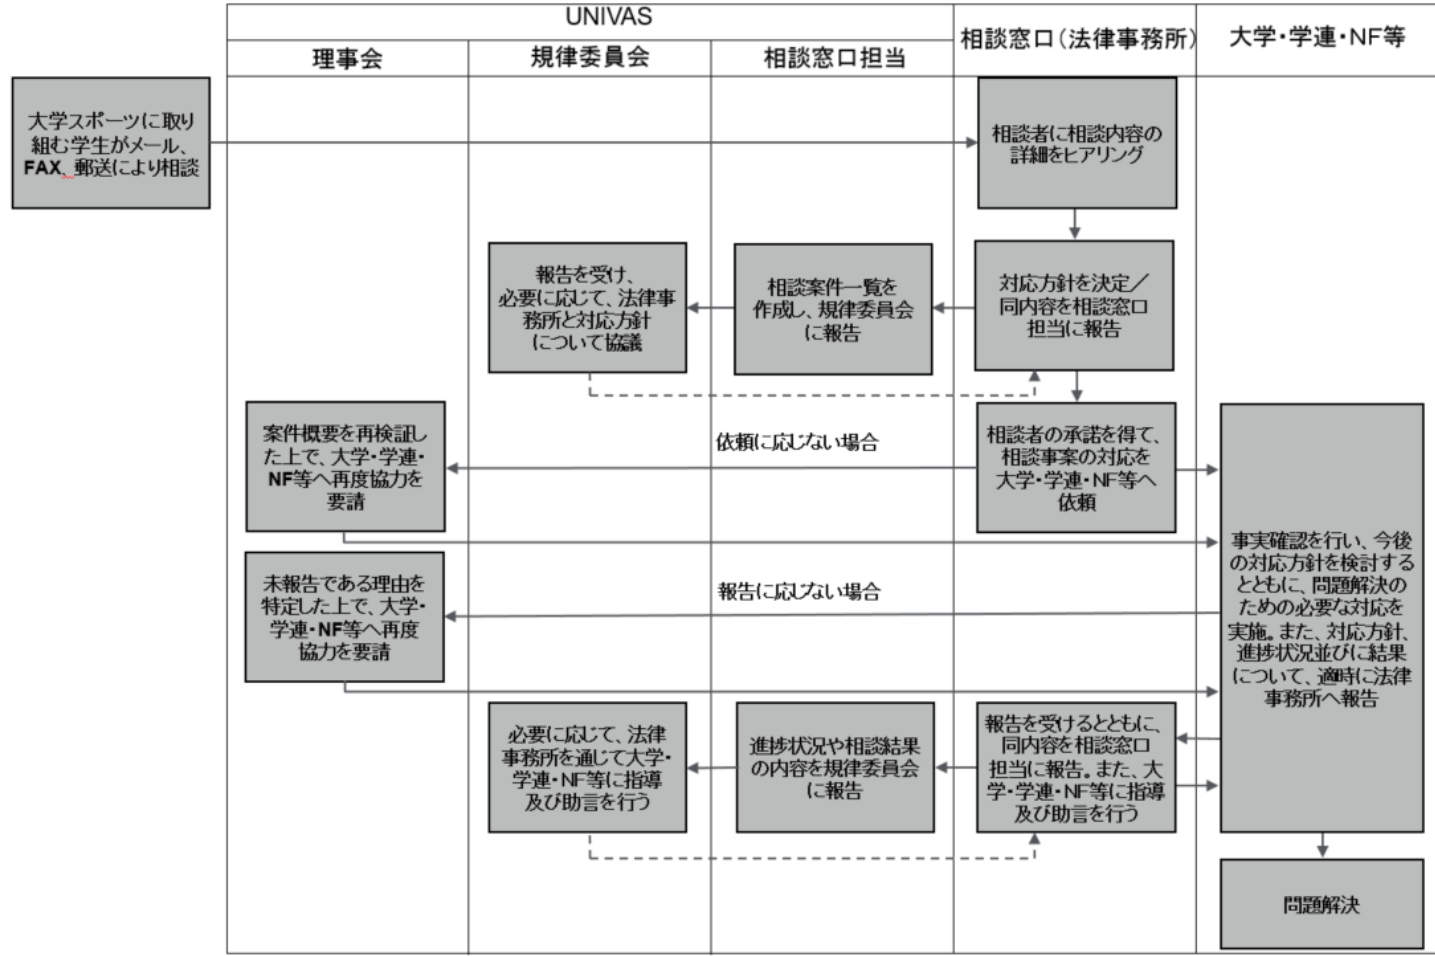 UNIVAS
理事会
規律委員会
相談窓口担当
相談窓口（法律事務所）
大学・学連・NF等
大学スポーツに取り
組む学生がメール、
FAX、郵送により相談
相談者に相談内容の
詳細をヒアリング
報告を受け、
必要に応じて、法律事
務所と対応方針
について協議
相談案件一覧を
作成し、規律委員会
に報告
対応方針を決定／
同内容を相談窓口
担当に報告
案件概要を再検証し
た上で、大学・学連・
NF等へ再度協力を
要請
依頼に応じない場合
相談者の承諾を得て、
相談事案の対応を
大学・学連・NF等へ
依頼
事実確認を行い、今後
の対応方針を検討する
とともに、問題解決の
ための必要な対応を
実施。また、対応方針、
進捗状況並びに結果
について、適時に法律
事務所へ報告
未報告である理由を
特定した上で、大学・
学連・NF等へ再度
協力を要請
報告に応じない場合
必要に応じて、法律
事務所を通じて大学・
学連・NF等に指導
及び助言を行う
進捗状況や相談結果
の内容を規律委員会
に報告
報告を受けるとともに、
同内容を相談窓口
担当に報告。また、大
学・学連・NF等に指導
及び助言を行う
問題解決